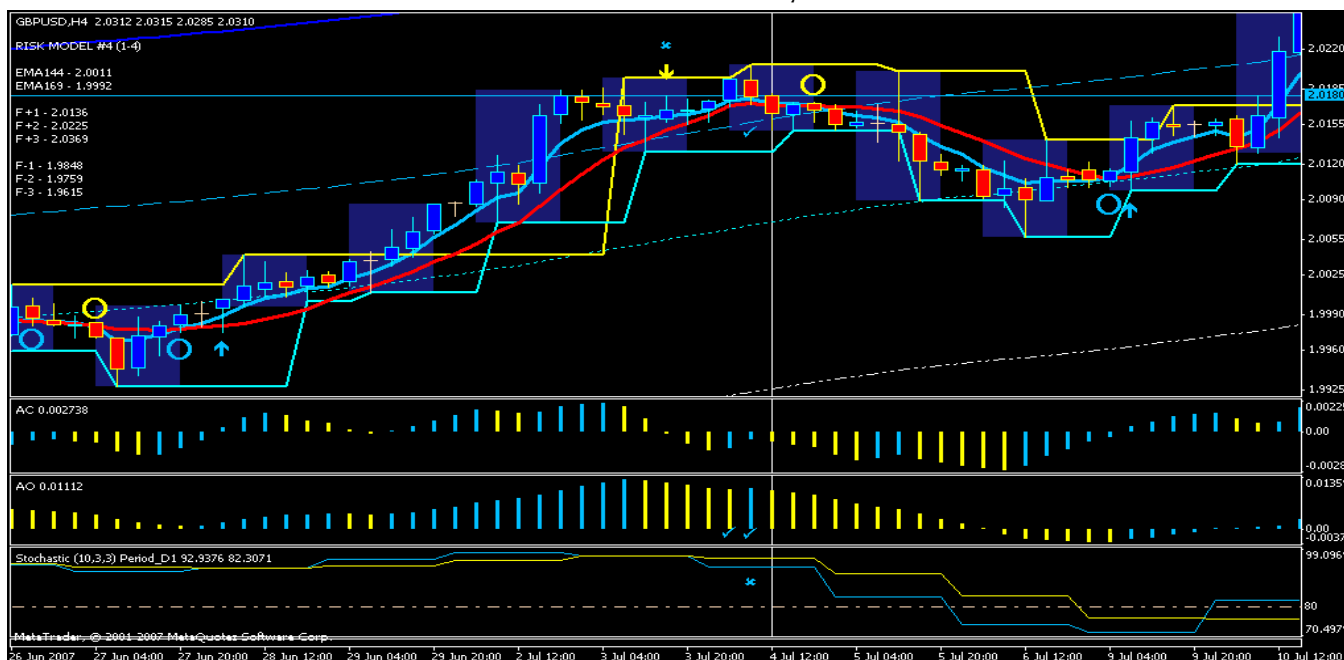 GBPUSD,H4 2.0312 2.0315 2.0285 2.0310
RISK MODEL #4 (1-4)
EMA144 - 2.0011
EMA169 - 1.9992
F+1 - 2.0136
F+2 - 2.0225
F+3 - 2.0369
F-1 - 1.9848
F-2 - 1.9759
F-3 - 1.9615
2.0220
2.0185
2.0180
2.0155
2.0120
2.0090
2.0055
2.0025
1.9990
1.9960
1.9925
AC 0.002738
0.00229
0.00
-0.0028
AO 0.01112
0.01359
0.00
-0.0037
Stochastic (10,3,3) Period_D1 92.9376 82.3071
99.096
80
70.4979
MetaTrader, © 2001-2007 MetaQuotes Software Corp.
26 Jun 2007 27 Jun 04:00 27 Jun 20:00 28 Jun 12:00 29 Jun 04:00 29 Jun 20:00 2 Jul 12:00 3 Jul 04:00 3 Jul 20:00 4 Jul 12:00 5 Jul 04:00 5 Jul 20:00 6 Jul 12:00 9 Jul 04:00 9 Jul 20:00 10 Jul 12:00